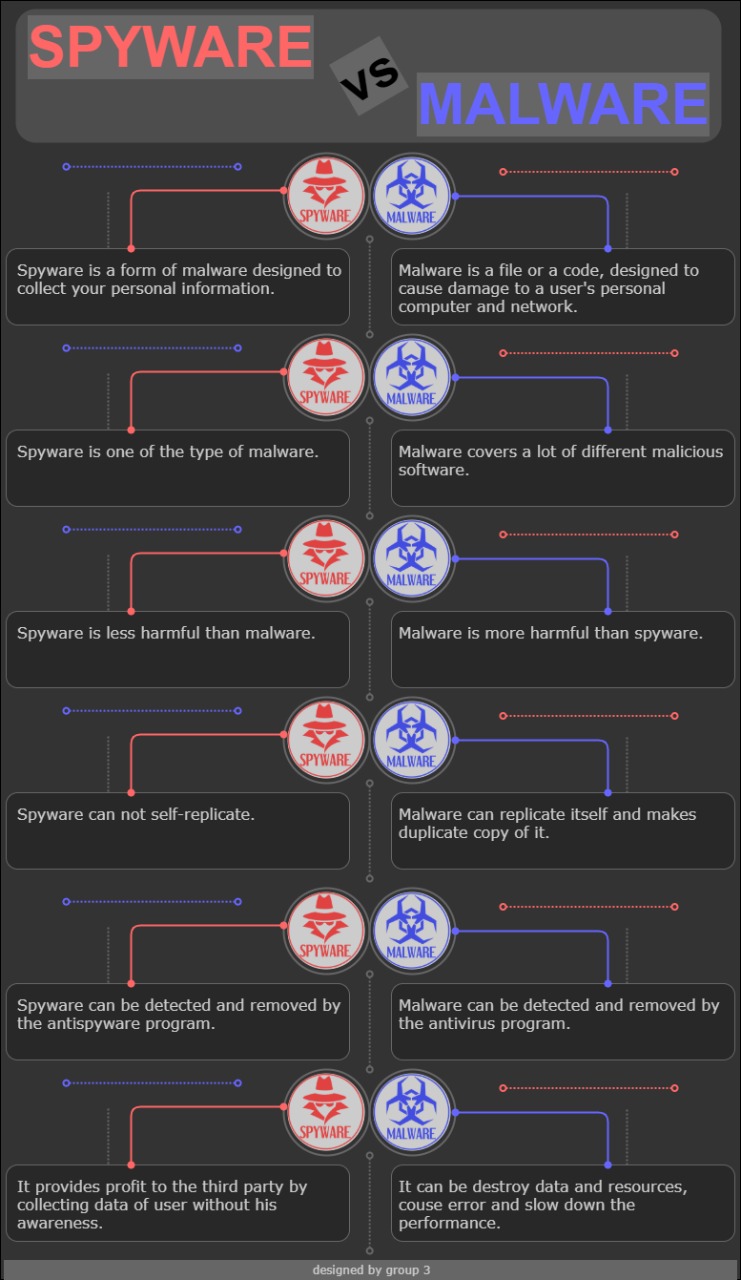 SPYWARE
vs
MALWARE
SPYWARE
MALWARE
Spyware is a form of malware designed to
collect your personal information.
Malware is a file or a code, designed to
cause damage to a user's personal
computer and network.
SPYWARE
MALWARE
Spyware is one of the type of malware.
Malware covers a lot of different malicious
software.
SPYWARE
MALWARE
Spyware is less harmful than malware.
Malware is more harmful than spyware.
SPYWARE
MALWARE
Spyware can not self-replicate.
Malware can replicate itself and makes
duplicate copy of it.
SPYWARE
MALWARE
Spyware can be detected and removed by
the antispyware program.
Malware can be detected and removed by
the antivirus program.
SPYWARE
MALWARE
It provides profit to the third party by
collecting data of user without his
awareness.
It can be destroy data and resources,
couse error and slow down the
performance.
designed by group 3